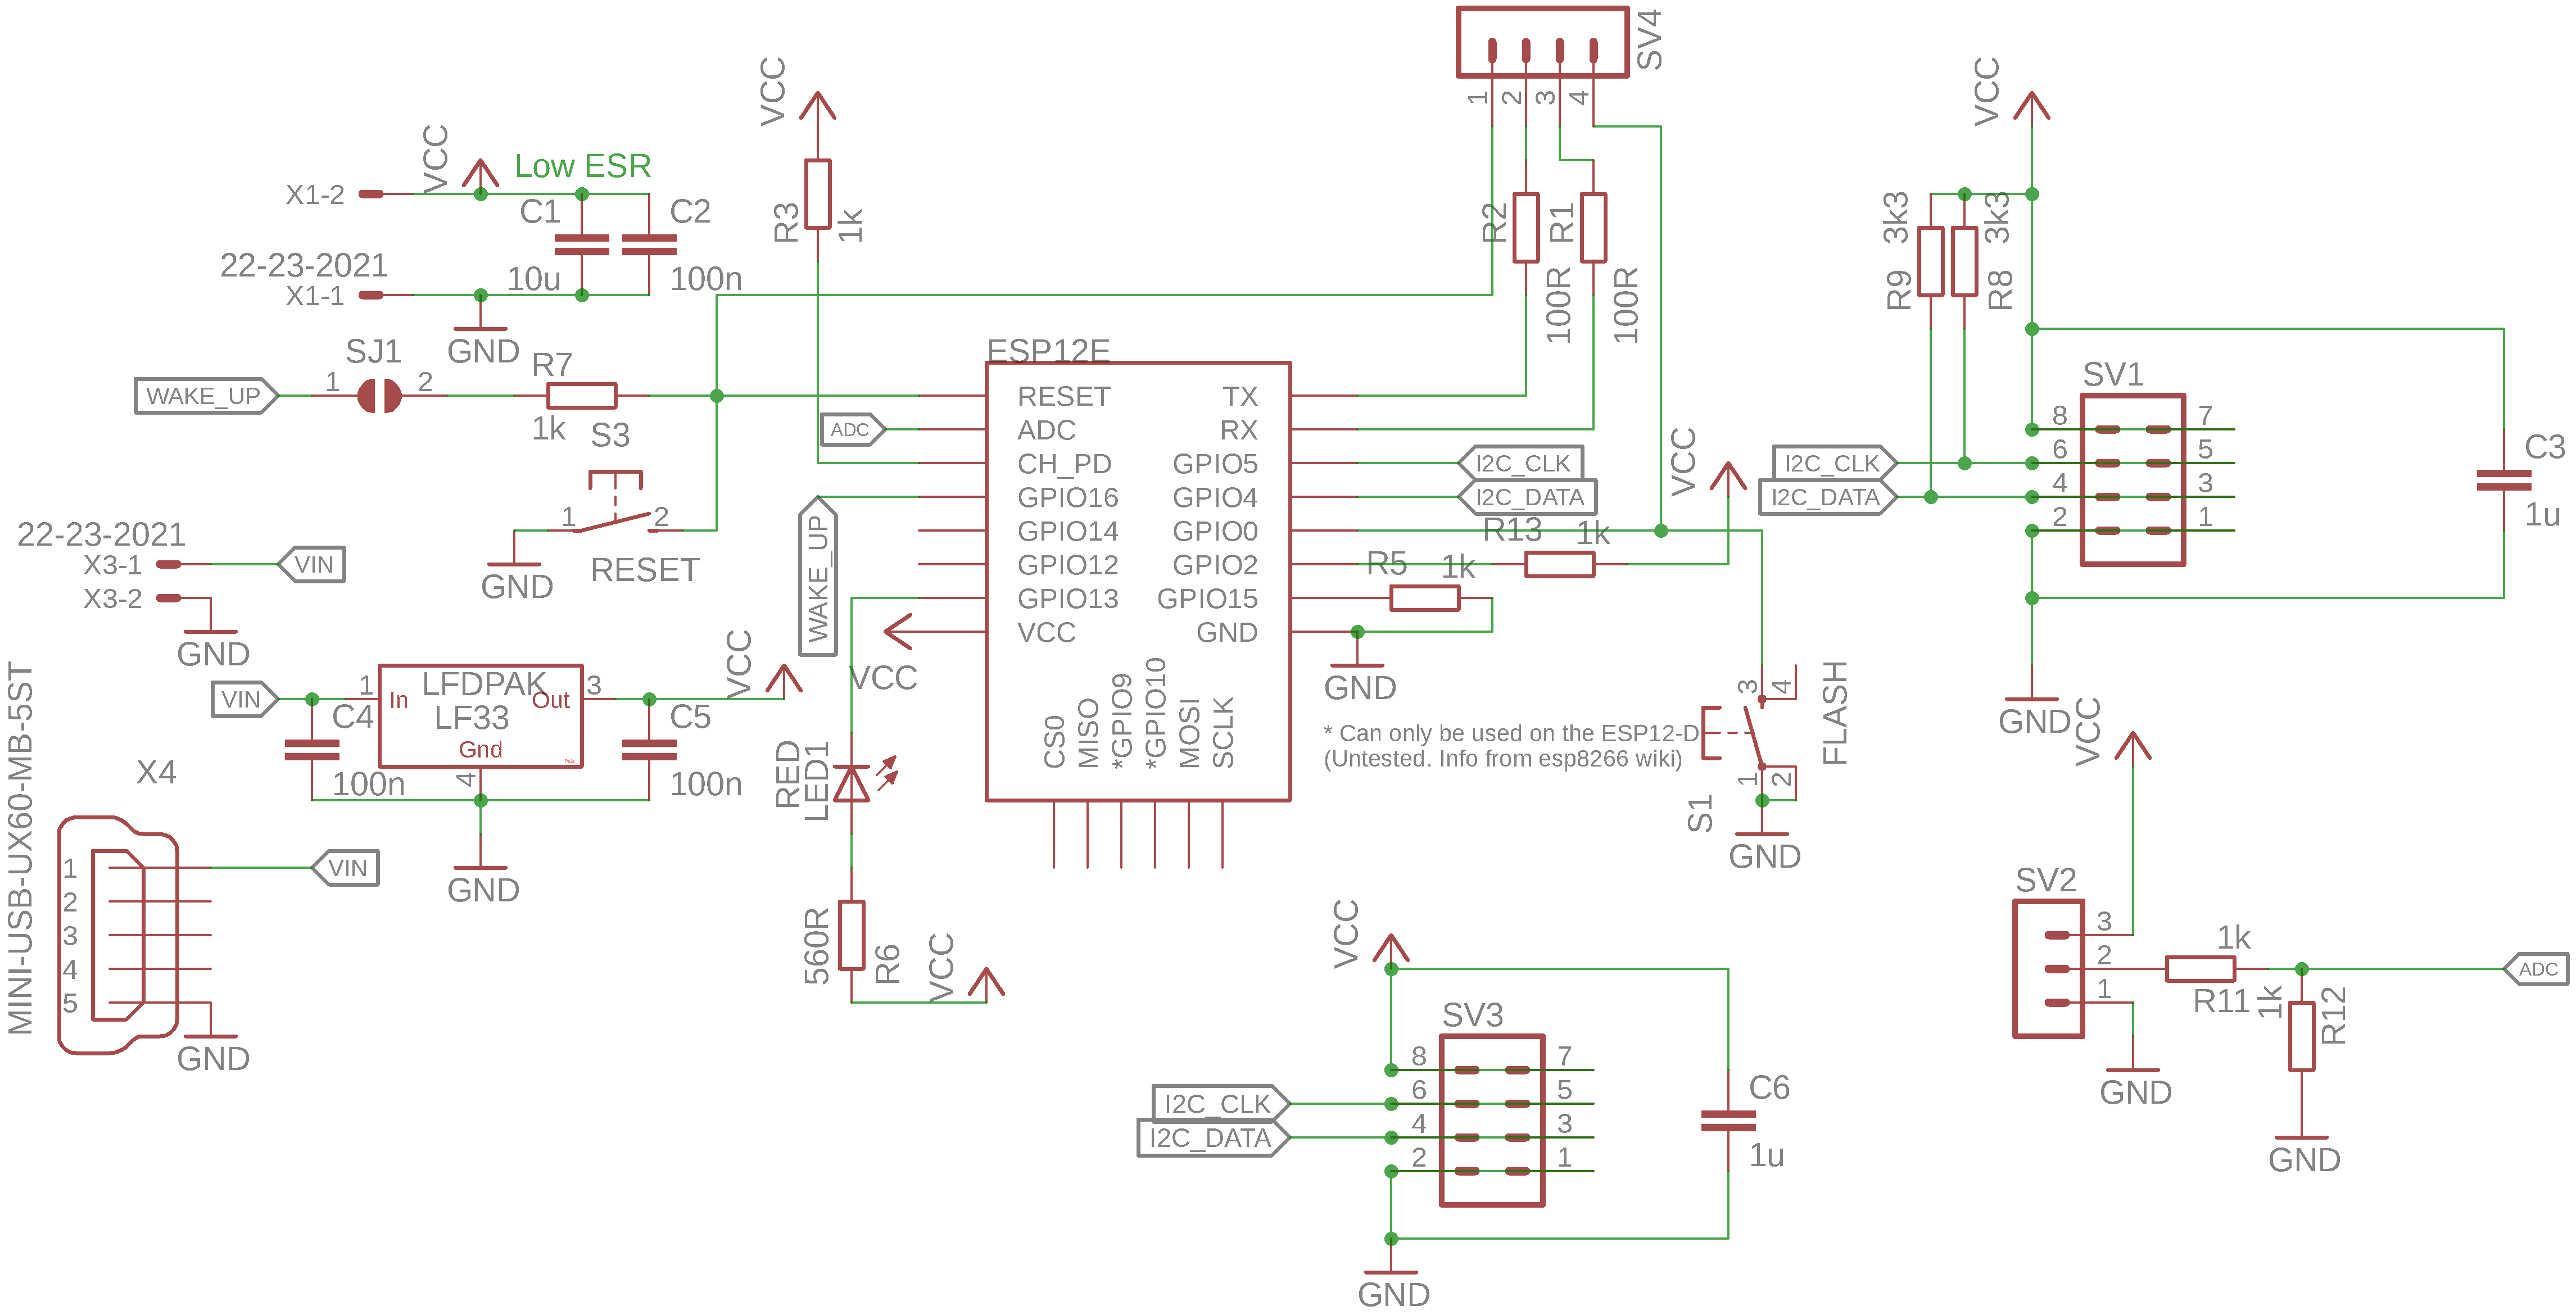 SV4
1 2 3 4
VCC
VCC
VCC
Low ESR
X1-2
C1
C2
R3
1k
R2
R1
3k3
3k3
22-23-2021
X1-1
10u
100n
100R
100R
R9
R8
GND
SJ1
WAKE_UP
1
2
R7
1k
S3
1
2
RESET
GND
ESP12E
RESET
ADC
CH_PD
GPIO16
GPIO14
GPIO12
GPIO13
VCC
TX
RX
GPIO5
GPIO4
GPIO0
GPIO2
GPIO15
GND
CS0
MISO
*GPIO9
*GPIO10
MOSI
SCLK
ADC
WAKE_UP
VCC
I2C_CLK
I2C_DATA
VCC
R13
1k
R5
1k
GND
I2C_CLK
I2C_DATA
SV1
8 7
6 5
4 3
2 1
C3
1u
GND
22-23-2021
X3-1
VIN
X3-2
GND
VIN
C4
100n
1
In
LFDPAK
LF33
Out
3
Gnd
4
C5
100n
VCC
GND
MINI-USB-UX60-MB-5ST
X4
1
2
3
4
5
VIN
GND
RED
LED1
560R
R6
VCC
* Can only be used on the ESP12-D
(Untested. Info from esp8266 wiki)
3 4
1 2
FLASH
S1
GND
VCC
SV2
3
2
1
1k
R11
1k
R12
ADC
GND
GND
VCC
SV3
8 7
6 5
4 3
2 1
I2C_CLK
I2C_DATA
C6
1u
GND